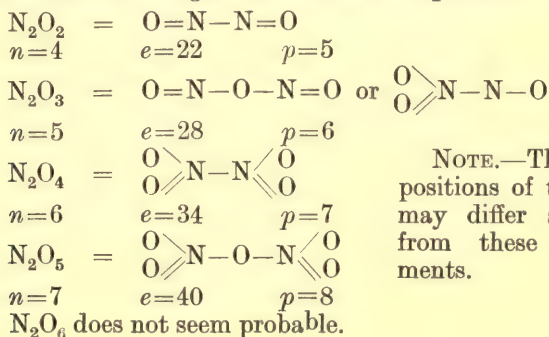 N₂O₂ = O=N—N=O
n=4 e=22 p=5
N₂O₃ = O=N—O—N=O or O O N—N—O
n=5 e=28 p=6
N₂O₄ = O O N—N O O
n=6 e=34 p=7
N₂O₅ = O O N—O—N O O
n=7 e=40 p=8
N₂O₆ does not seem probable.
NOTE.—Th
positions of t
may differ s
from these
ments.